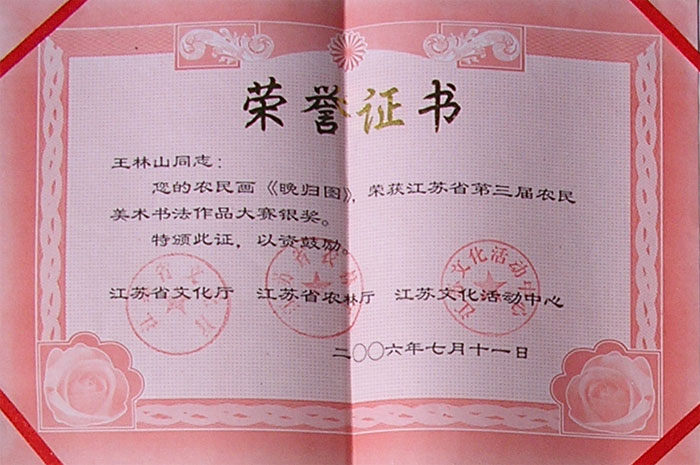 荣誉证书
王林山同志：
您的农民画《晚归图》，荣获江苏省第三届农民
美术书法作品大赛银奖。
特颁此证，以资鼓励。
江苏省文化厅 江苏省农林厅 江苏文化活动中心
二〇〇六年七月十一日